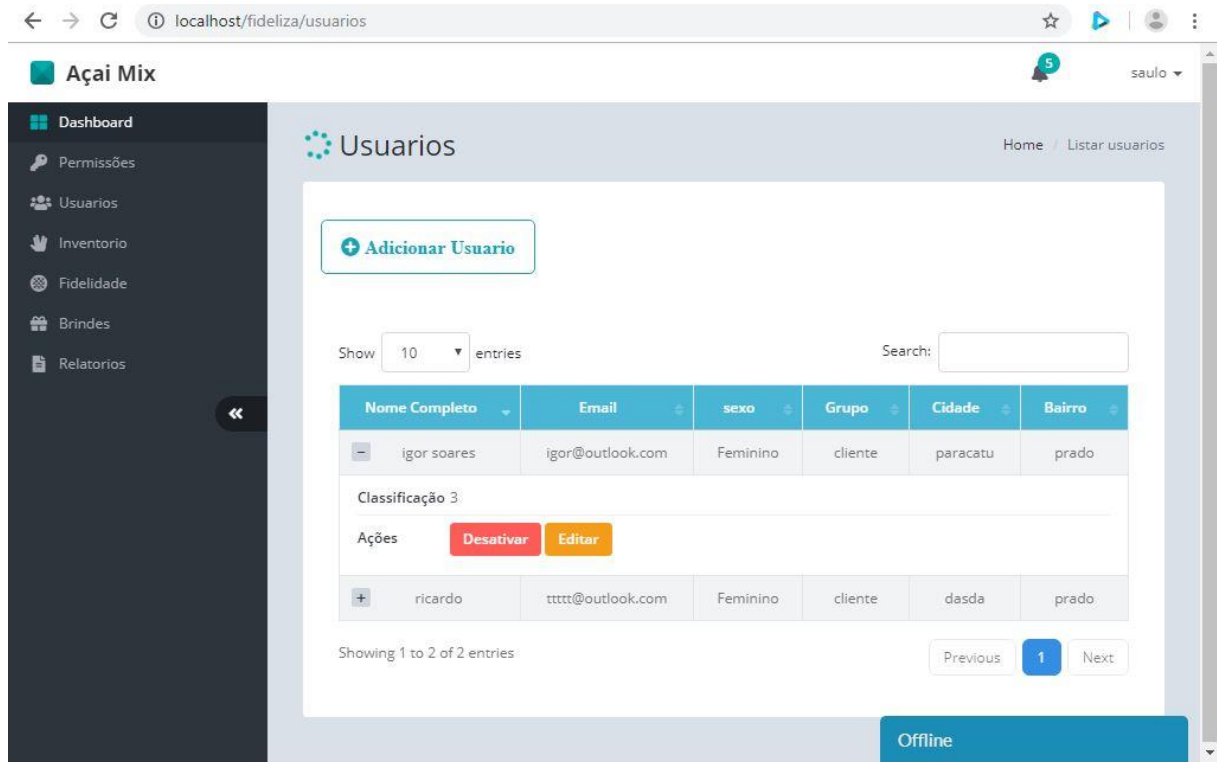 localhost/fideliza/usuarios
Açai Mix
5
saulo
Dashboard
Permissões
Usuarios
Inventorio
Fidelidade
Brindes
Relatorios
Usuarios
Home / Listar usuarios
Adicionar Usuario
Show 10 entries
Search:
Nome Completo Email sexo Grupo Cidade Bairro
igor soares igor@outlook.com Feminino cliente paracatu prado
Classificação 3
Ações Desativar Editar
ricardo ttttt@outlook.com Feminino cliente dasda prado
Showing 1 to 2 of 2 entries
Previous 1 Next
Offline